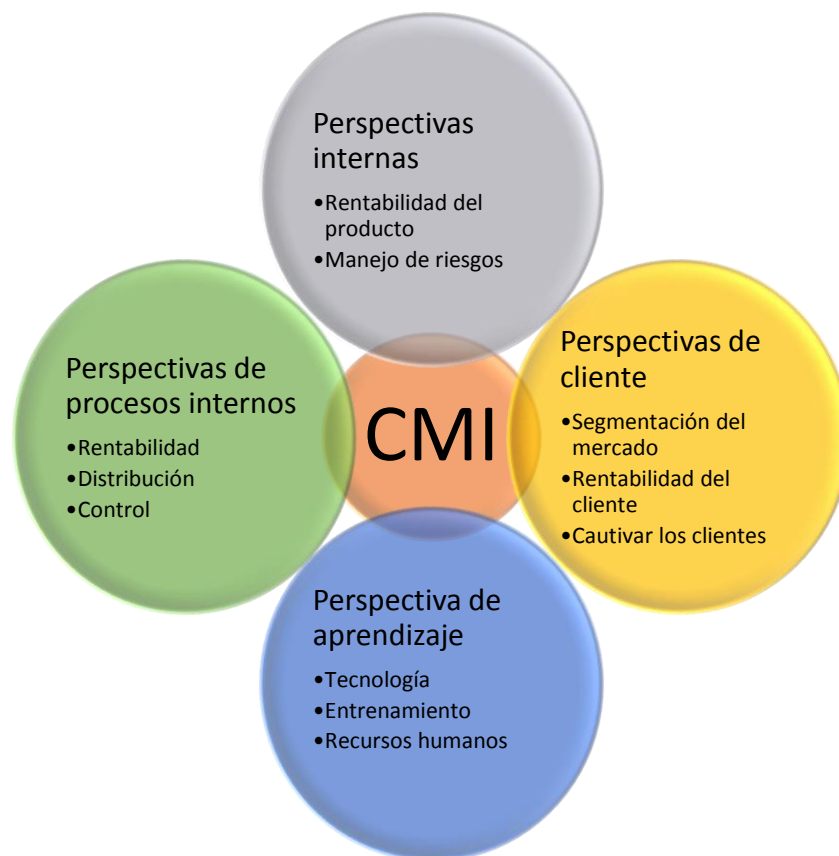 Perspectivas
internas
•Rentabilidad del
producto
•Manejo de riesgos
Perspectivas de
procesos internos
•Rentabilidad
•Distribución
•Control
CMI
Perspectivas de
cliente
•Segmentación del
mercado
•Rentabilidad del
cliente
•Cautivar los clientes
Perspectiva de
aprendizaje
•Tecnología
•Entrenamiento
•Recursos humanos